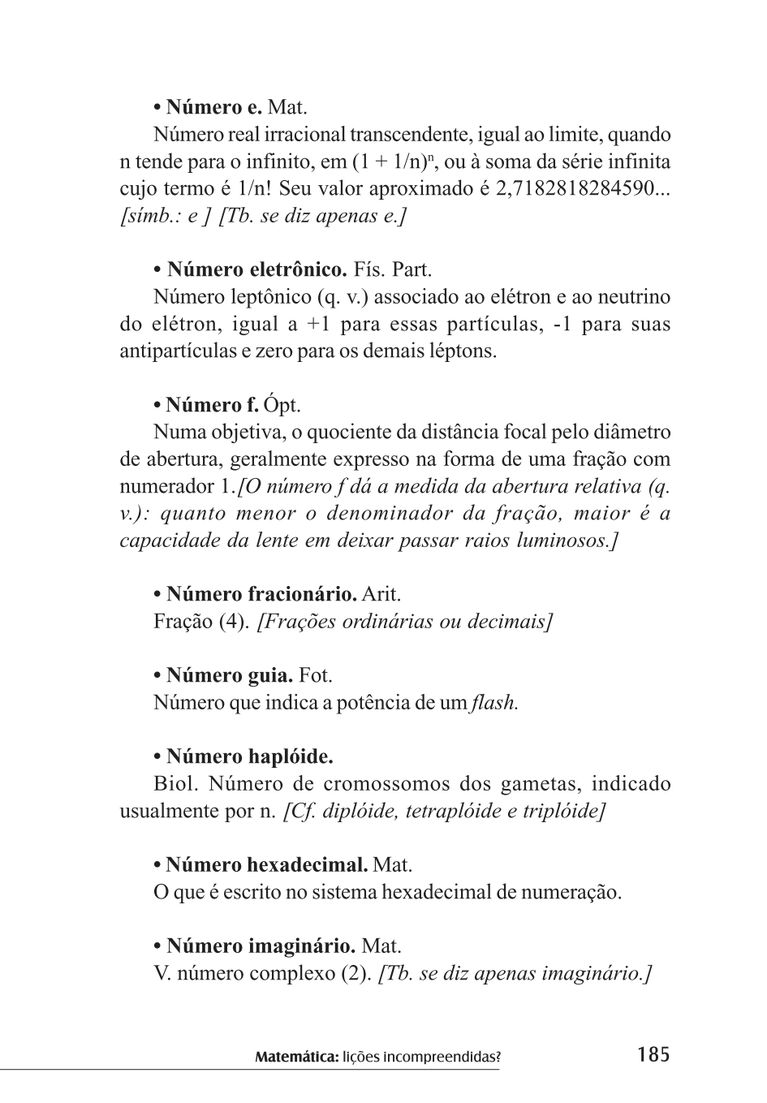 • Número e. Mat.
Número real irracional transcendente, igual ao limite, quando
n tende para o infinito, em (1 + 1/n)ⁿ, ou à soma da série infinita
cujo termo é 1/n! Seu valor aproximado é 2,7182818284590...
[símb.: e ] [Tb. se diz apenas e.]
• Número eletrônico. Fís. Part.
Número leptônico (q. v.) associado ao elétron e ao neutrino
do elétron, igual a +1 para essas partículas, -1 para suas
antipartículas e zero para os demais léptons.
• Número f. Ópt.
Numa objetiva, o quociente da distância focal pelo diâmetro
de abertura, geralmente expresso na forma de uma fração com
numerador 1.[O número f dá a medida da abertura relativa (q.
v.): quanto menor o denominador da fração, maior é a
capacidade da lente em deixar passar raios luminosos.]
• Número fracionário. Arit.
Fração (4). [Frações ordinárias ou decimais]
• Número guia. Fot.
Número que indica a potência de um flash.
• Número haplóide.
Biol. Número de cromossomos dos gametas, indicado
usualmente por n. [Cf. diplóide, tetraplóide e triplóide]
• Número hexadecimal. Mat.
O que é escrito no sistema hexadecimal de numeração.
• Número imaginário. Mat.
V. número complexo (2). [Tb. se diz apenas imaginário.]
Matemática: lições incompreendidas? 185